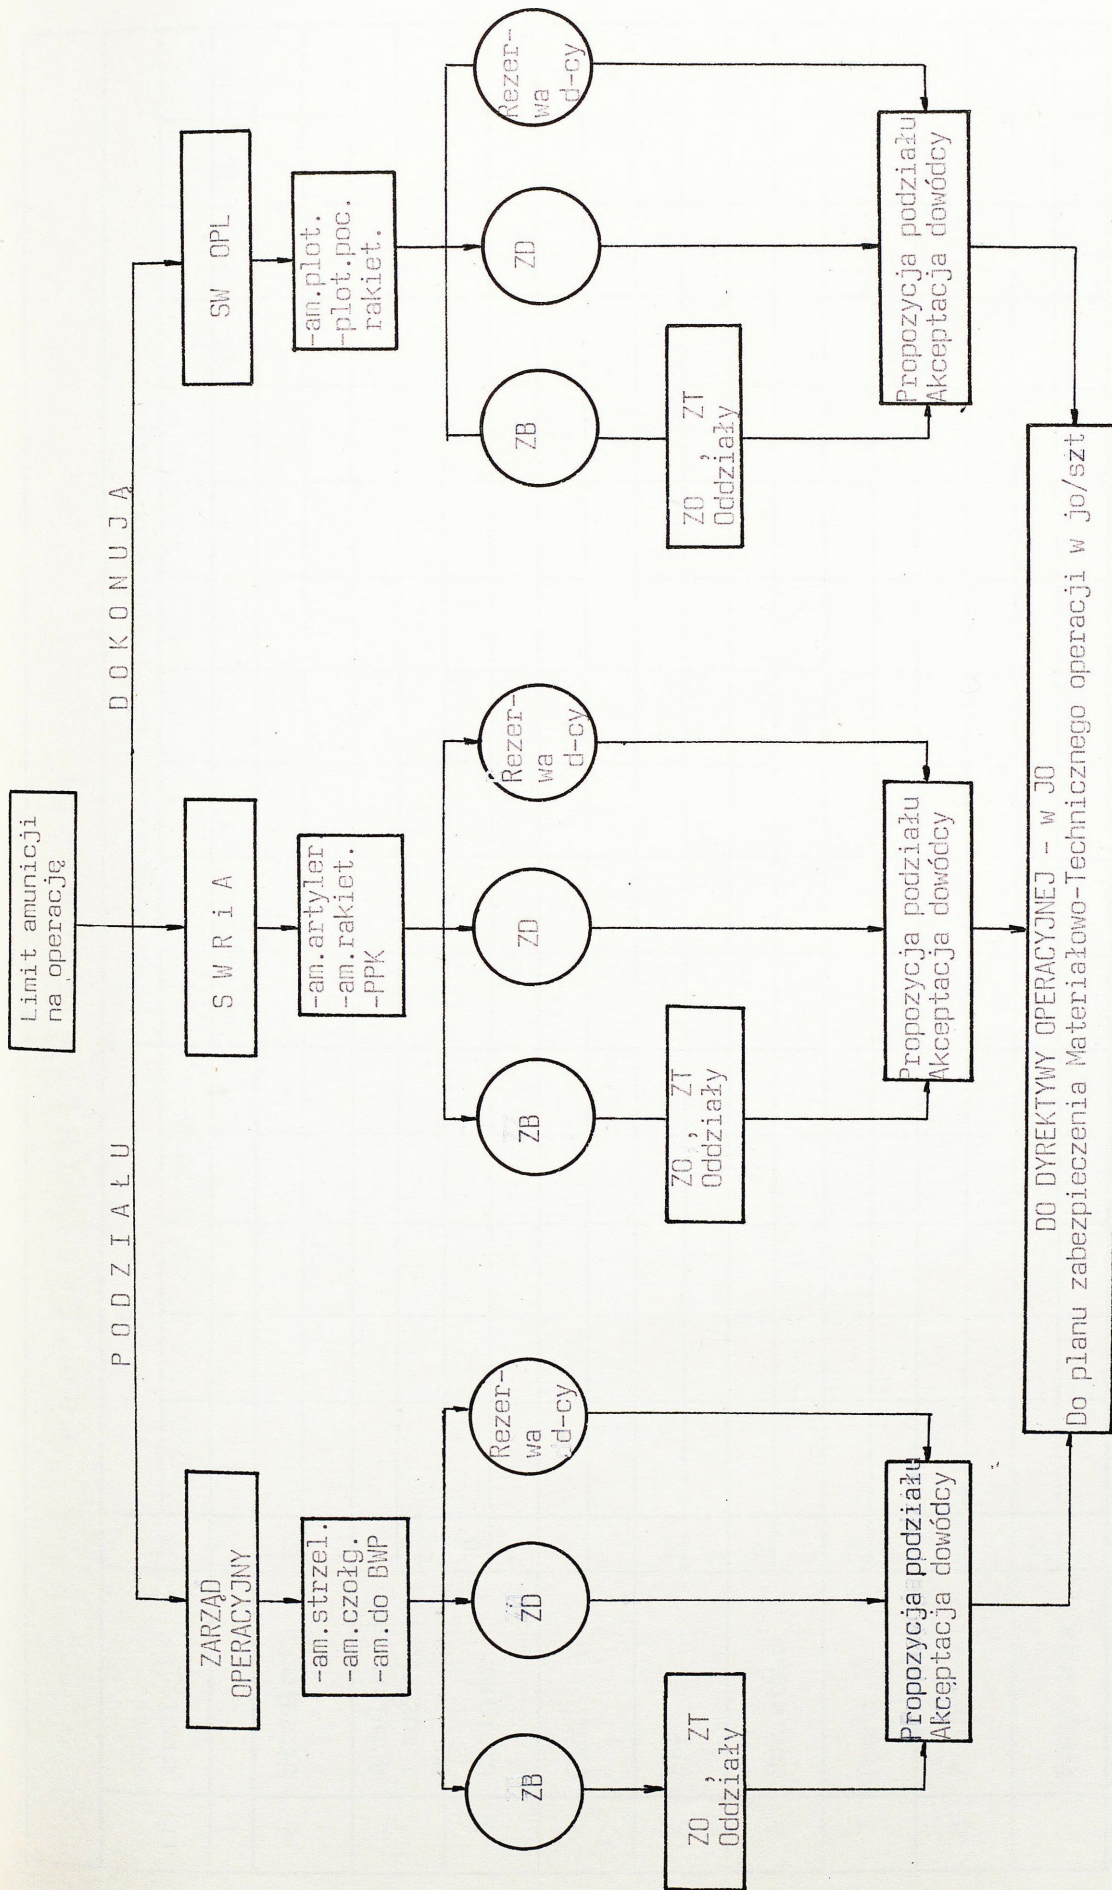 Limit amunicji
na operację
PODZIAŁU
DOKONUJĄ
ZARZĄD
OPERACYJNY
SWRiA
SW OPL
-am.strzel.
-am.czołg.
-am.do BWP
-am.artyler
-am.rakiet.
-PPK
-am.plot.
-plot.poc.
rakiet.
ZB
ZD
Rezer-
wa
d-cy
ZB
ZD
Rezer-
wa
d-cy
ZB
ZD
Rezer-
wa
d-cy
ZO , ZT
Oddziały
ZO , ZT
Oddziały
ZO , ZT
Oddziały
Propozycja ppdziału
Akceptacja dowódcy
Propozycja podziału
Akceptacja dowódcy
Propozycja podziału
Akceptacja dowódcy
DO DYREKTYWY OPERACYJNEJ - w JO
Do planu zabezpieczenia Materiałowo-Technicznego operacji w jo/szt